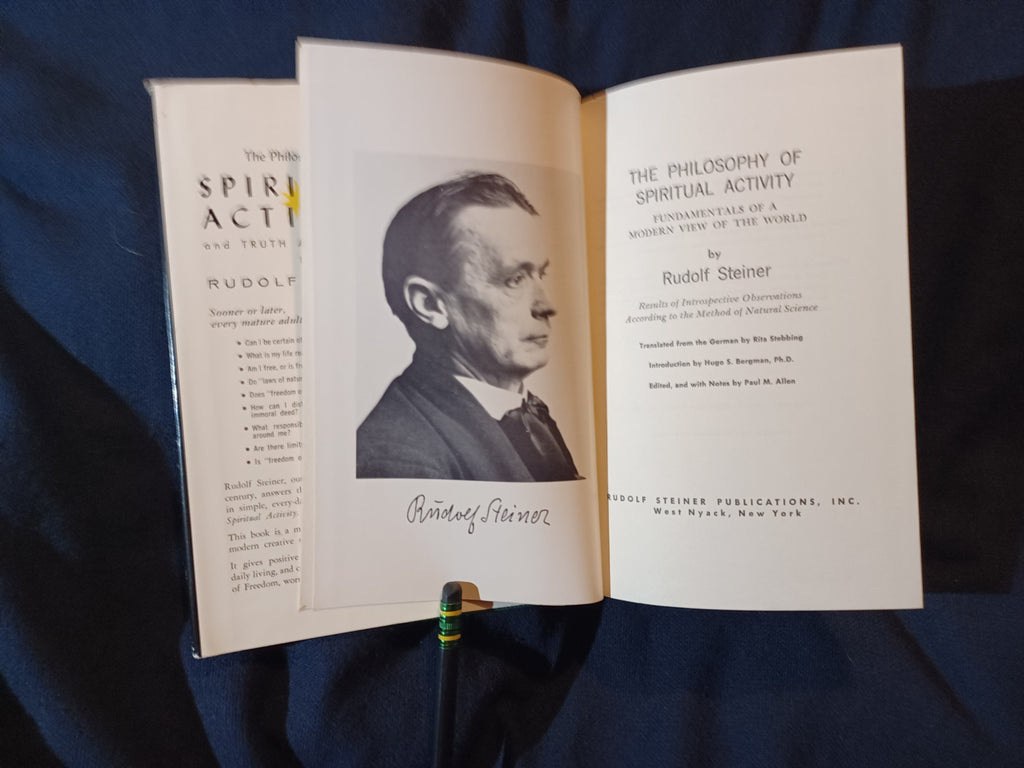 The Philo
SPIRI
ACTI
and TRUTH
RUDOLF
Sooner or later,
every mature adul
Can I be certain o
What is my life re
Am I free, or is fr
Do "laws of natur
Does "freedom o
How can I dis
immoral deed?
What responsib
around me?
Are there limit
Is "freedom o
Rudolf Steiner, ou
century, answers th
in simple, every-da
Spiritual Activity.
This book is a m
modern creative
It gives positive
daily living, and c
of Freedom, wor
Rudolf Steiner
THE PHILOSOPHY OF
SPIRITUAL ACTIVITY
FUNDAMENTALS OF A
MODERN VIEW OF THE WORLD
by
Rudolf Steiner
Results of Introspective Observations
According to the Method of Natural Science
Translated from the German by Rita Stebbing
Introduction by Hugo S. Bergman, Ph.D.
Edited, and with Notes by Paul M. Allen
RUDOLF STEINER PUBLICATIONS, INC.
West Nyack, New York